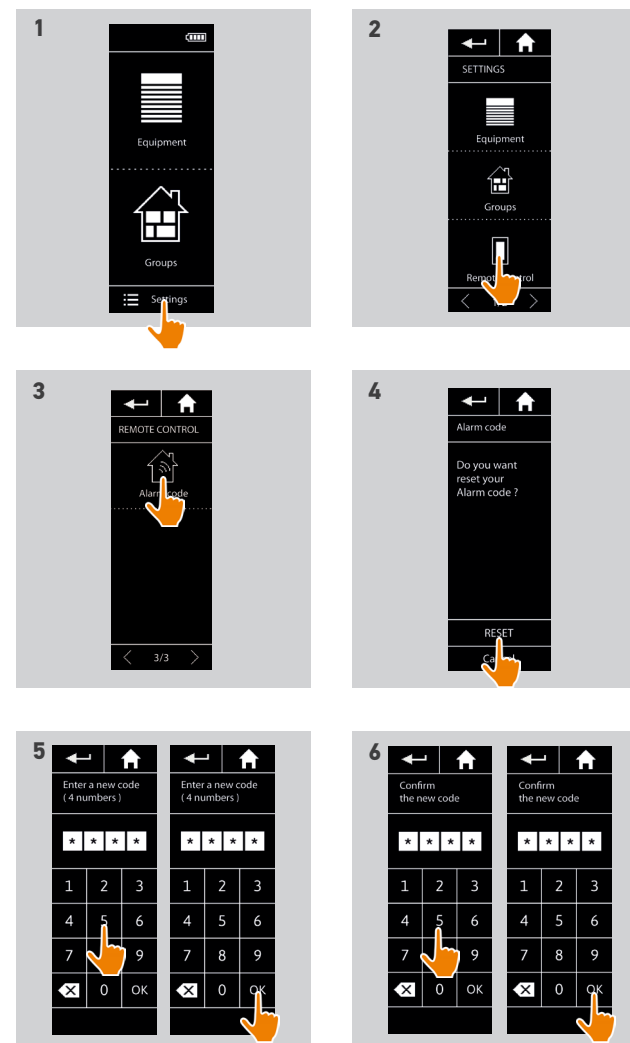 1
Equipment
Groups
Settings
2
SETTINGS
Equipment
Groups
3
REMOTE CONTROL
Alarm code
3/3
4
Alarm code
Do you want
reset your
Alarm code ?
RESET
5
Enter a new code
( 4 numbers )
* * * *
1 2 3
4 5 6
7 9
0 OK
Enter a new code
( 4 numbers )
* * * *
1 2 3
4 5 6
7 8 9
0 OK
6
Confirm
the new code
* * * *
1 2 3
4 5 6
7 9
0 OK
Confirm
the new code
* * * *
1 2 3
4 5 6
7 8 9
0 OK